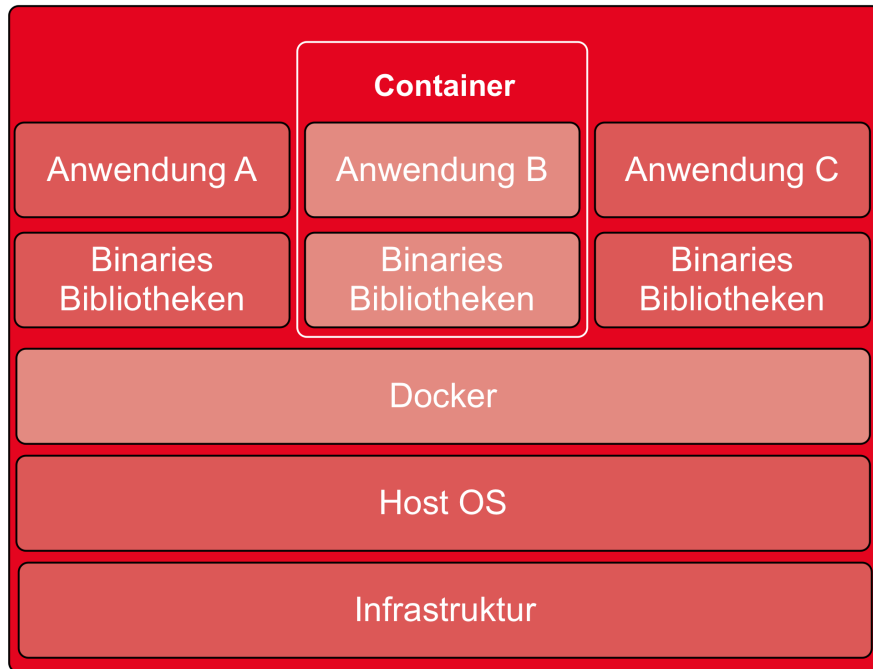 Container
Anwendung A
Anwendung B
Anwendung C
Binaries
Bibliotheken
Binaries
Bibliotheken
Binaries
Bibliotheken
Docker
Host OS
Infrastruktur